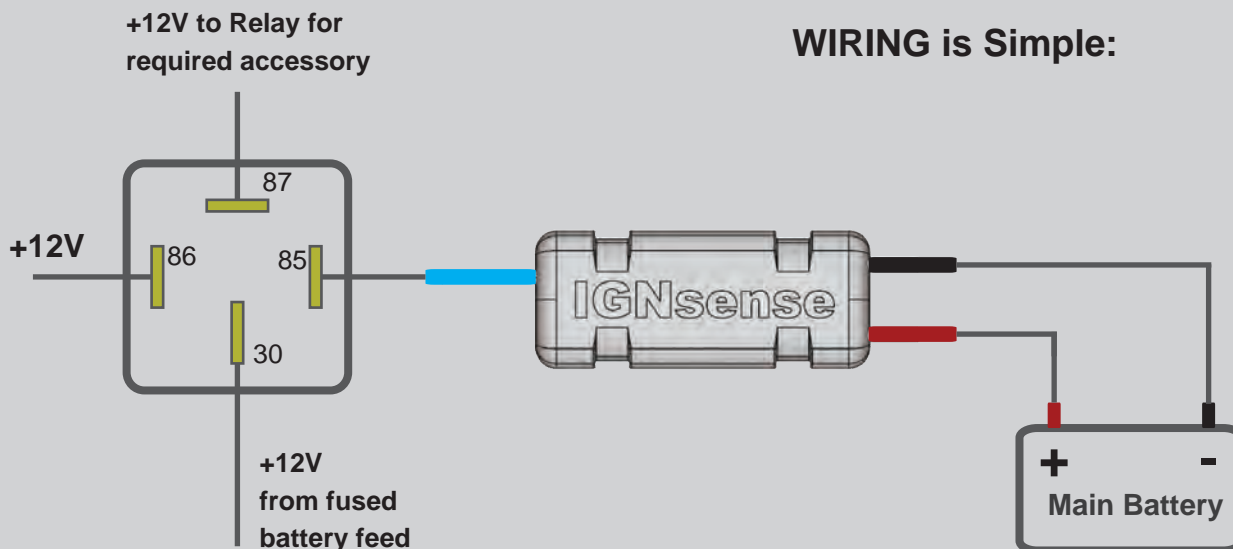 +12V to Relay for
required accessory
WIRING is Simple:
87
+12V
86
85
30
IGNsense
+12V
from fused
battery feed
+ -
Main Battery